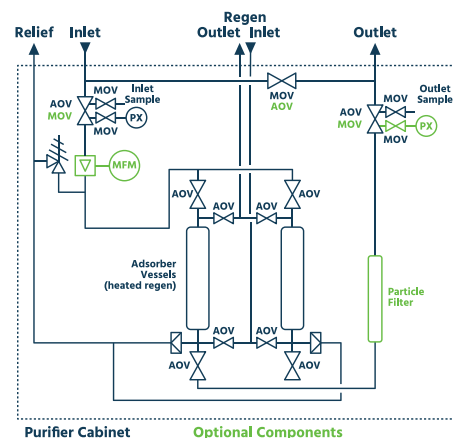 Regen
Relief Inlet Outlet Inlet Outlet
MOV Inlet Sample
AOV
MOV
PX
MOV
MOV
AOV
MOV Outlet Sample
AOV
MOV
PX
MOV
MFM
AOV AOV
AOV AOV
Adsorber
Vessels
(heated regen)
Particle
Filter
AOV AOV
AOV AOV
Purifier Cabinet Optional Components